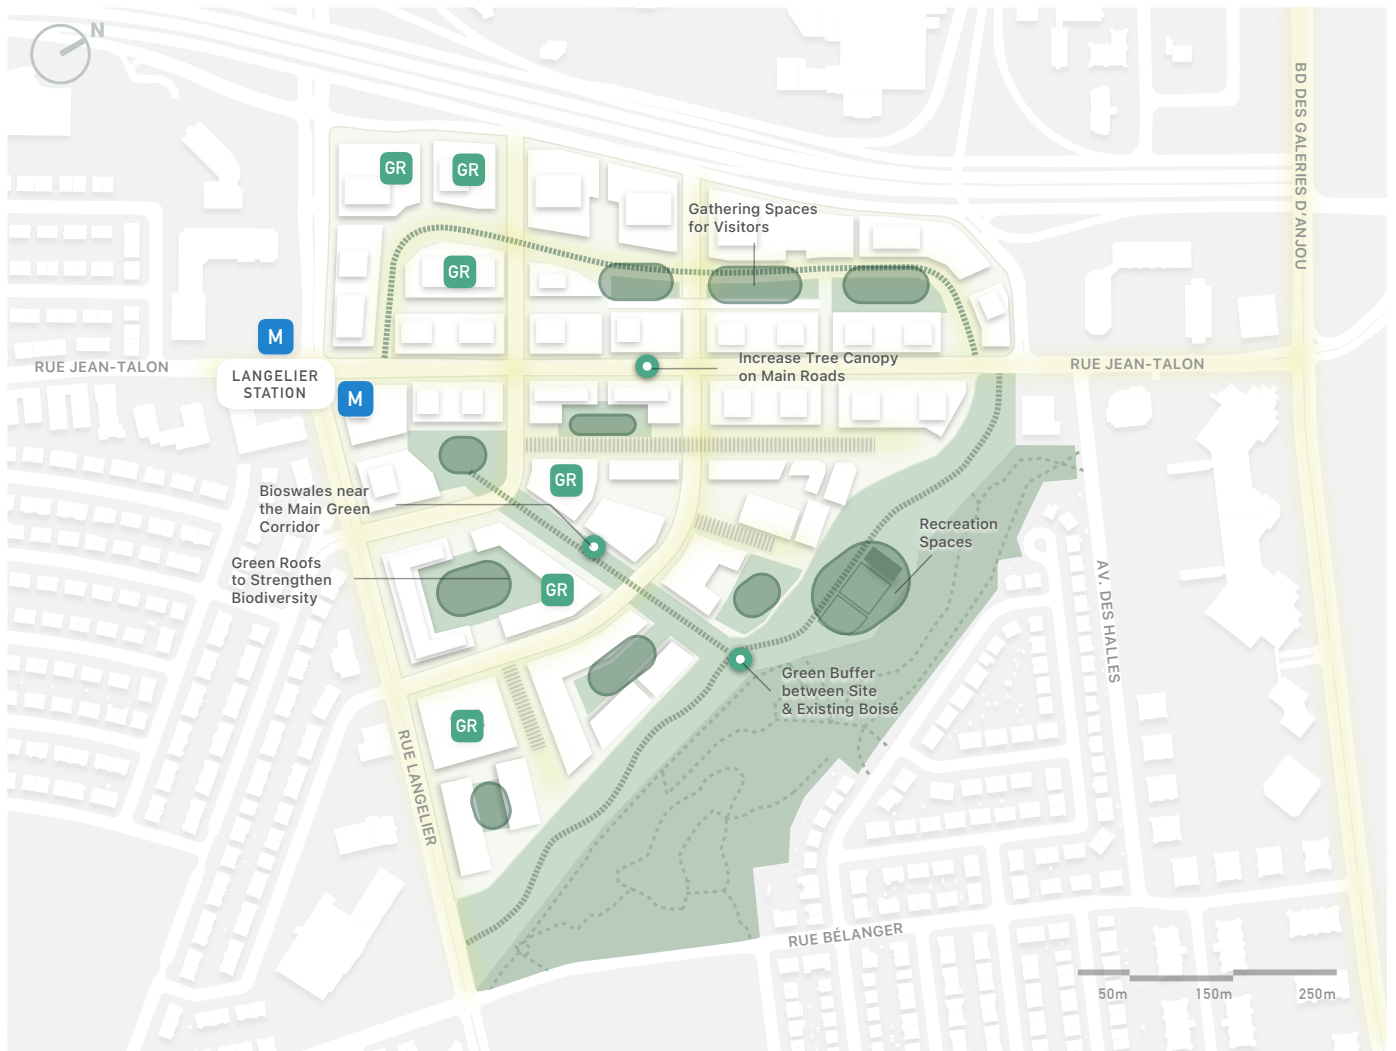 N
BD DES GALERIES D'ANJOU
GR
GR
Gathering Spaces
for Visitors
GR
M
RUE JEAN-TALON
LANGELIER
STATION
M
Increase Tree Canopy
on Main Roads
RUE JEAN-TALON
GR
Bioswales near
the Main Green
Corridor
Recreation
Spaces
Green Roofs
to Strengthen
Biodiversity
GR
AV. DES HALLES
Green Buffer
between Site
& Existing Boisé
GR
RUE LANGELIER
RUE BÉLANGER
50m
150m
250m